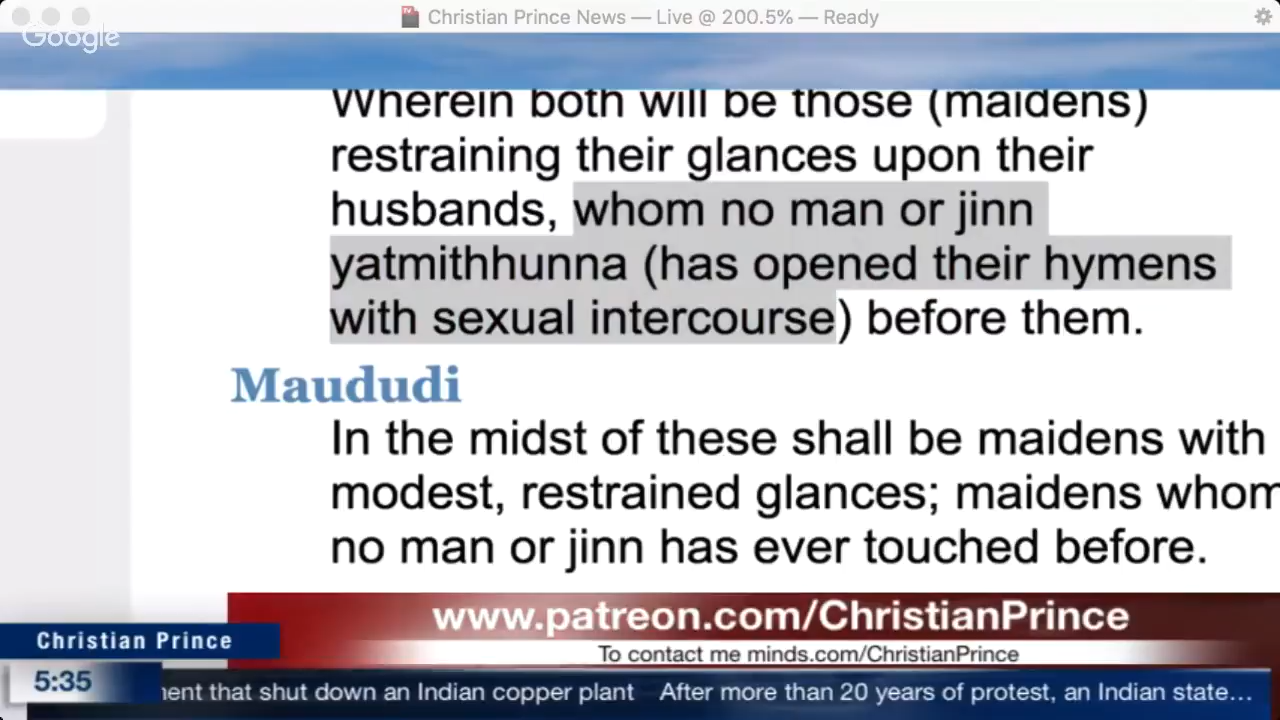 Christian Prince News — Live @ 200.5% — Ready
Google
Wherein both will be those (maidens)
restraining their glances upon their
husbands, whom no man or jinn
yatmithhunna (has opened their hymens
with sexual intercourse) before them.
Maududi
In the midst of these shall be maidens with
modest, restrained glances; maidens whom
no man or jinn has ever touched before.
www.patreon.com/ChristianPrince
To contact me minds.com/ChristianPrince
Christian Prince
5:35
that shut down an Indian copper plant After more than 20 years of protest, an Indian state…